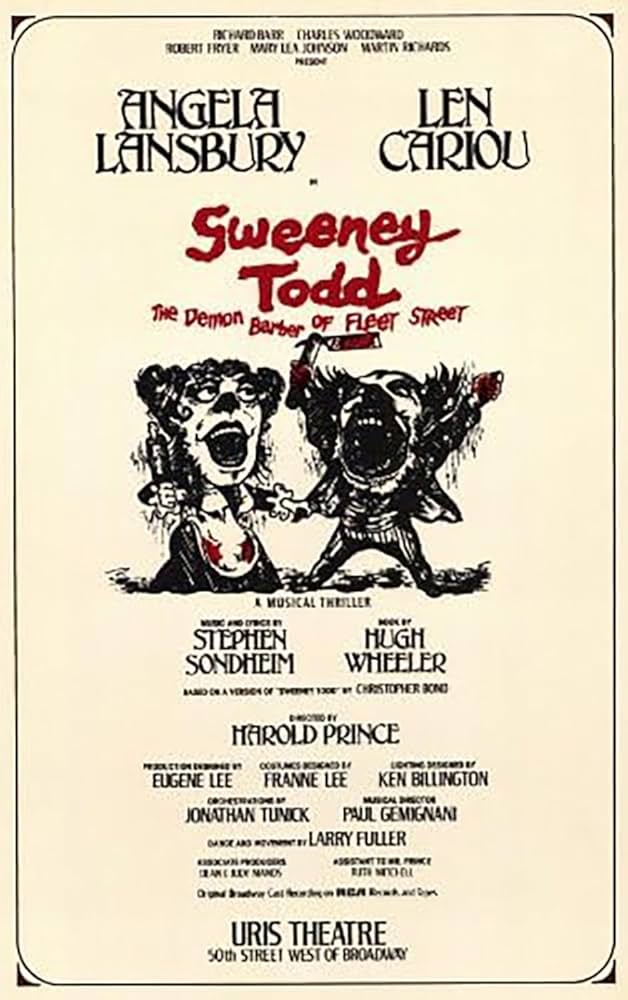 RICHARD BARR CHARLES WOODWARD
ROBERT FRYER MARY LEA JOHNSON MARTIN RICHARDS
PRESENT
ANGELA LANSBURY
LEN CARIOU
IN
Sweeney
Todd
The Demon Barber OF FLEET STREET
A MUSICAL THRILLER
MUSIC AND LYRICS BY
STEPHEN
SONDHEIM
BOOK BY
HUGH
WHEELER
BASED ON A VERSION OF "SWEENEY TODD" BY CHRISTOPHER BOND
DIRECTED BY
HAROLD PRINCE
PRODUCTION DESIGNED BY
EUGENE LEE
COSTUMES DESIGNED BY
FRANNE LEE
LIGHTING DESIGNED BY
KEN BILLINGTON
ORCHESTRATIONS BY
JONATHAN TUNICK
MUSICAL DIRECTOR
PAUL GEMIGNANI
DANCE AND MOVEMENT BY LARRY FULLER
ASSOCIATE PRODUCERS
DEAN & JUDY MANOS
ASSISTANT TO MR. PRINCE
RUTH MITCHELL
Original Broadway Cast Recording on RCA Records and Tapes
URIS THEATRE
50th STREET WEST OF BROADWAY